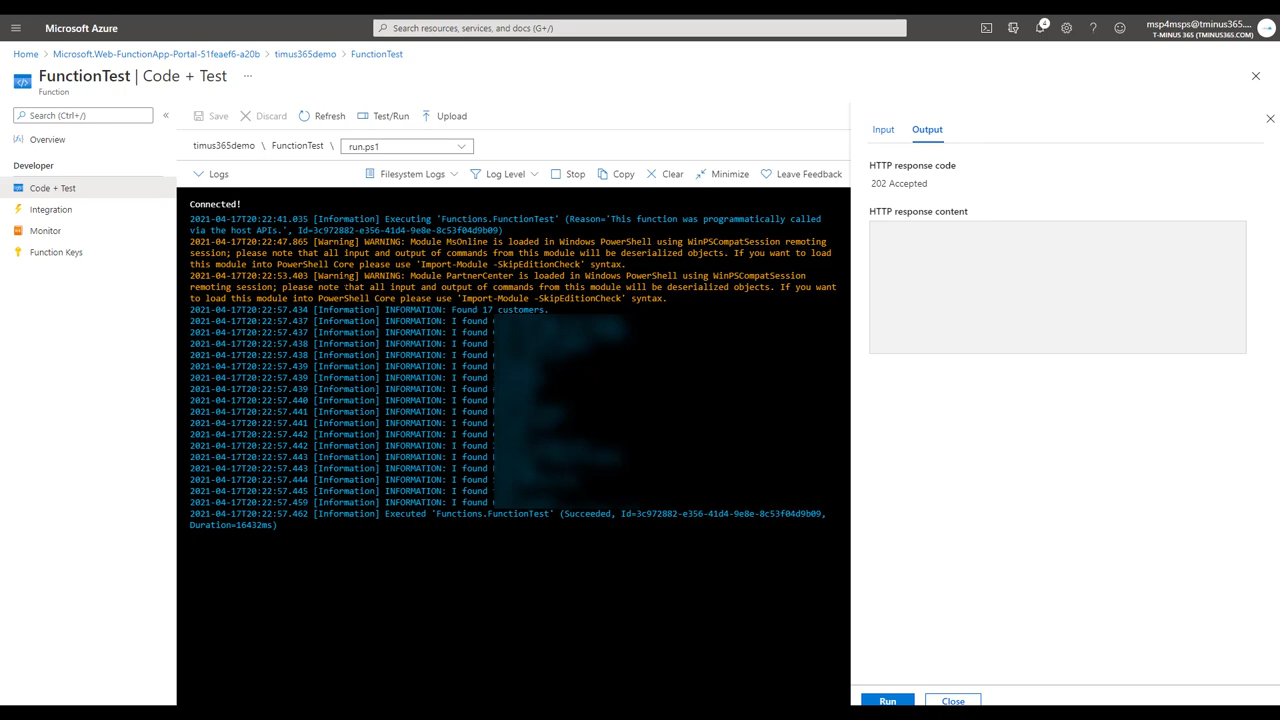 Microsoft Azure
Search resources, services, and docs (G+/)
4
msp4msps@tminus365....
T-MINUS 365 (TMINUS365.COM)
Home > Microsoft.Web-FunctionApp-Portal-51feaef6-a20b > timus365demo > FunctionTest
FunctionTest | Code + Test ...
Function
Search (Ctrl+/)
«
Overview
Developer
Code + Test
Integration
Monitor
Function Keys
Save Discard Refresh Test/Run Upload
timus365demo \ FunctionTest \ run.ps1
Logs Filesystem Logs Log Level Stop Copy Clear Minimize Leave Feedback
Connected!
2021-04-17T20:22:41.035 [Information] Executing 'Functions.FunctionTest' (Reason='This function was programmatically called
via the host APIs.', Id=3c972882-e356-41d4-9e8e-8c53f04d9b09)
2021-04-17T20:22:47.865 [Warning] WARNING: Module MsOnline is loaded in Windows PowerShell using WinPSCompatSession remoting
session; please note that all input and output of commands from this module will be deserialized objects. If you want to load
this module into PowerShell Core please use 'Import-Module -SkipEditionCheck' syntax.
2021-04-17T20:22:53.403 [Warning] WARNING: Module PartnerCenter is loaded in Windows PowerShell using WinPSCompatSession
remoting session; please note that all input and output of commands from this module will be deserialized objects. If you want
to load this module into PowerShell Core please use 'Import-Module -SkipEditionCheck' syntax.
2021-04-17T20:22:57.434 [Information] INFORMATION: Found 17 customers.
2021-04-17T20:22:57.437 [Information] INFORMATION: I found
2021-04-17T20:22:57.437 [Information] INFORMATION: I found
2021-04-17T20:22:57.438 [Information] INFORMATION: I found
2021-04-17T20:22:57.438 [Information] INFORMATION: I found
2021-04-17T20:22:57.439 [Information] INFORMATION: I found
2021-04-17T20:22:57.439 [Information] INFORMATION: I found
2021-04-17T20:22:57.439 [Information] INFORMATION: I found
2021-04-17T20:22:57.440 [Information] INFORMATION: I found
2021-04-17T20:22:57.441 [Information] INFORMATION: I found
2021-04-17T20:22:57.441 [Information] INFORMATION: I found
2021-04-17T20:22:57.442 [Information] INFORMATION: I found
2021-04-17T20:22:57.442 [Information] INFORMATION: I found
2021-04-17T20:22:57.443 [Information] INFORMATION: I found
2021-04-17T20:22:57.443 [Information] INFORMATION: I found
2021-04-17T20:22:57.444 [Information] INFORMATION: I found
2021-04-17T20:22:57.445 [Information] INFORMATION: I found
2021-04-17T20:22:57.459 [Information] INFORMATION: I found
2021-04-17T20:22:57.462 [Information] Executed 'Functions.FunctionTest' (Succeeded, Id=3c972882-e356-41d4-9e8e-8c53f04d9b09,
Duration=16432ms)
Input Output
HTTP response code
202 Accepted
HTTP response content
Run Close